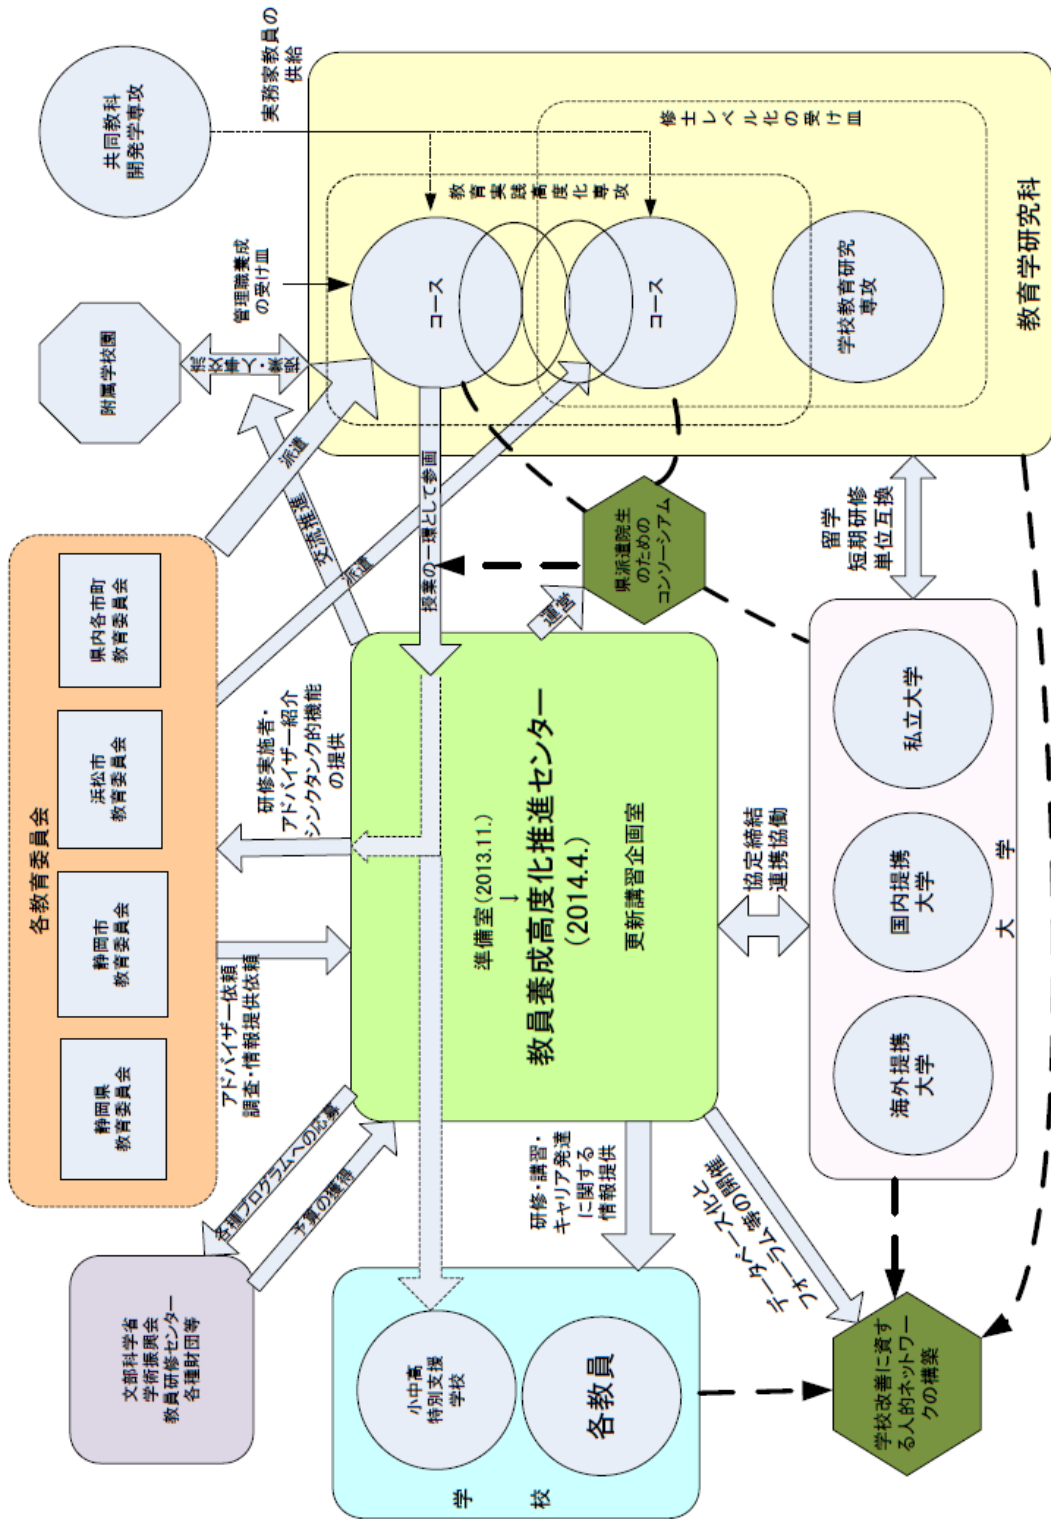 文部科学省
学術振興会
教員研修センター
各種財団等
各教育委員会
静岡県
教育委員会
静岡市
教育委員会
浜松市
教育委員会
県内各市町
教育委員会
附属学校園
共同教科
開発学専攻
各種プログラムへの応募
予算の獲得
アドバイザー依頼
調査・情報提供依頼
研修実施者・
アドバイザー紹介
シンクタンク的機能
の提供
派遣
派遣
交流推進
管理職養成
の受け皿
実務家教員の
供給
授業の一環として参画
学校
小中高
特別支援
学校
各教員
準備室(2013.11.)
↓
教員養成高度化推進センター
(2014.4.)
更新講習企画室
運営
県派遣院生
のための
コンソーシアム
コース
コース
教育実践高度化専攻
修士レベル化の受け皿
学校教育研究
専攻
教育学研究科
研修・講習・
キャリア発達
に関する
情報提供
データベース化と
フォーラム等の開催
協定締結
連携協働
留学
短期研修
単位互換
海外提携
大学
国内提携
大学
私立大学
大学
学校改善に資す
る人的ネットワー
クの構築